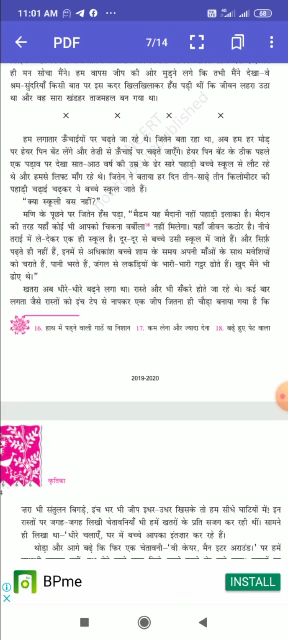 11:01 AM
PDF
7/14
ही मन सोचा मैंने। हम वापस जीप की ओर मुड़ने लगे कि तभी मैंने देखा–वे
श्रम-सुंदरियाँ किसी बात पर इस कदर खिलखिलाकर हँस पड़ी थीं कि जीवन लहरा उठा
था और वह सारा खंडहर ताजमहल बन गया था।
× × × ×
हम लगातार ऊँचाइयों पर चढ़ते जा रहे थे। जितेन बता रहा था, अब हम हर मोड़
पर हेयर पिन बेंट लेंगे और तेज़ी से ऊँचाई पर चढ़ते जाएँगे। हेयर पिन बेंट के ठीक पहले
एक पड़ाव पर देखा सात-आठ वर्ष की उम्र के ढेर सारे पहाड़ी बच्चे स्कूल से लौट रहे
थे और हमसे लिफ्ट माँग रहे थे। जितेन ने बताया हर दिन तीन-साढ़े तीन किलोमीटर की
पहाड़ी चढ़ाई चढ़कर ये बच्चे स्कूल जाते हैं।
“क्या स्कूली बस नहीं?”
मणि के पूछने पर जितेन हँस पड़ा, “मैडम यह मैदानी नहीं पहाड़ी इलाका है। मैदान
की तरह यहाँ कोई भी आपको चिकना वर्बीला18 नहीं मिलेगा। यहाँ जीवन कठोर है। नीचे
तराई में ले-देकर एक ही स्कूल है। दूर-दूर से बच्चे उसी स्कूल में जाते हैं। और सिर्फ़
पढ़ते ही नहीं हैं, इनमें से अधिकांश बच्चे शाम के समय अपनी माँओं के साथ मवेशियों
को चराते हैं, पानी भरते हैं, जंगल से लकड़ियों के भारी-भारी गट्ठर ढोते हैं। खुद मैंने भी
ढोए थे।”
खतरा अब धीरे-धीरे बढ़ने लगा था। रास्ते और भी सँकरे होते जा रहे थे। कई बार
लगता जैसे रास्तों को इंच टेप से नापकर एक जीप जितना ही चौड़ा बनाया गया है कि
16. हाथ में पड़ने वाली गाठें या निशान 17. कम लेना और ज़्यादा देना 18. बढ़े हुए पेट वाला
2019-2020
कृतिका
ज़रा भी संतुलन बिगड़े, इंच भर भी जीप इधर-उधर खिसके तो हम सीधे घाटियों में! इन
रास्तों पर जगह-जगह लिखी चेतावनियाँ भी हमें खतरों के प्रति सजग कर रही थीं। सामने
ही लिखा था–‘धीरे चलाएँ, घर में बच्चे आपका इंतज़ार कर रहे हैं।
थोड़ा और आगे बढ़े कि फिर एक चेतावनी–‘बी केयर, मैन इटर अराउंड।’ पर हमें
BPme
INSTALL